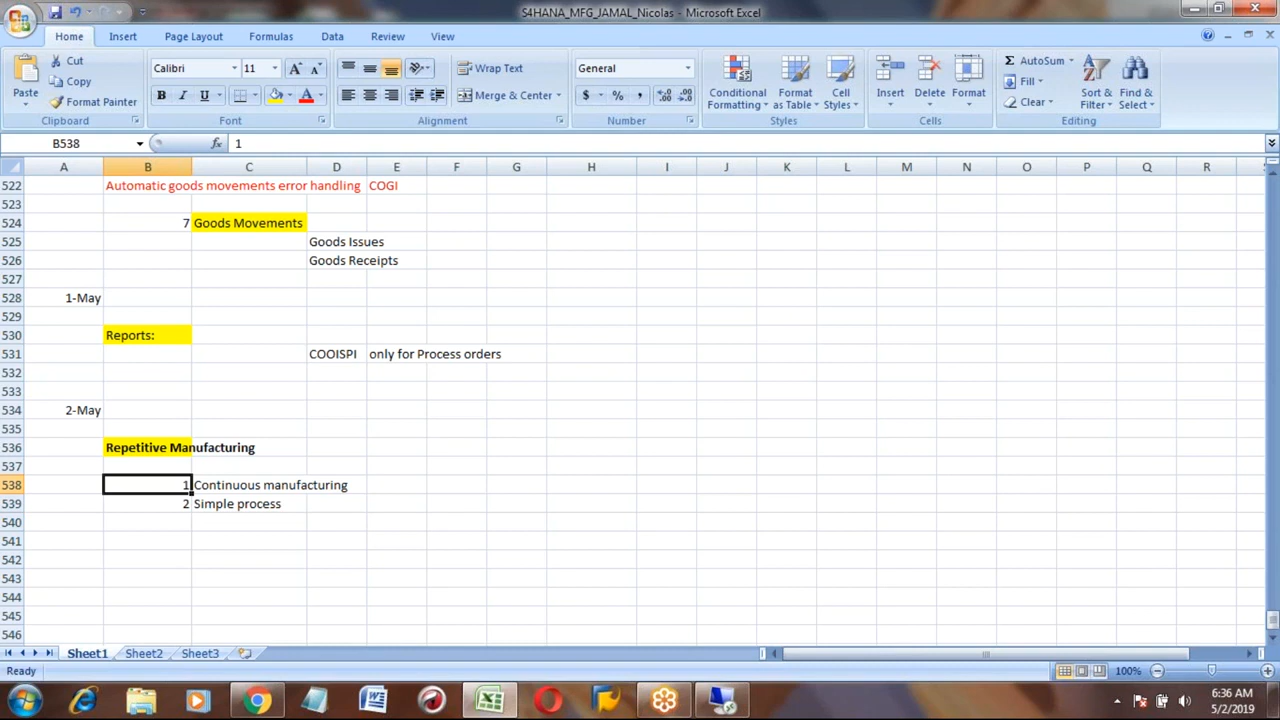 S4HANA_MFG_JAMAL_Nicolas - Microsoft Excel
Home Insert Page Layout Formulas Data Review View
Cut Calibri 11 Wrap Text General AutoSum
Copy Fill
Paste Format Painter B I U Merge & Center $ % , Conditional Formatting Format as Table Cell Styles Insert Delete Format Clear Sort & Filter Find & Select
Clipboard Font Alignment Number Styles Cells Editing
B538 fx 1
A B C D E F G H I J K L M N O P Q R
522 Automatic goods movements error handling COGI
523
524 7 Goods Movements
525 Goods Issues
526 Goods Receipts
527
528 1-May
529
530 Reports:
531 COOISPI only for Process orders
532
533
534 2-May
535
536 Repetitive Manufacturing
537
538 1 Continuous manufacturing
539 2 Simple process
540
541
542
543
544
545
546
Sheet1 Sheet2 Sheet3
Ready 100%
6:36 AM
5/2/2019